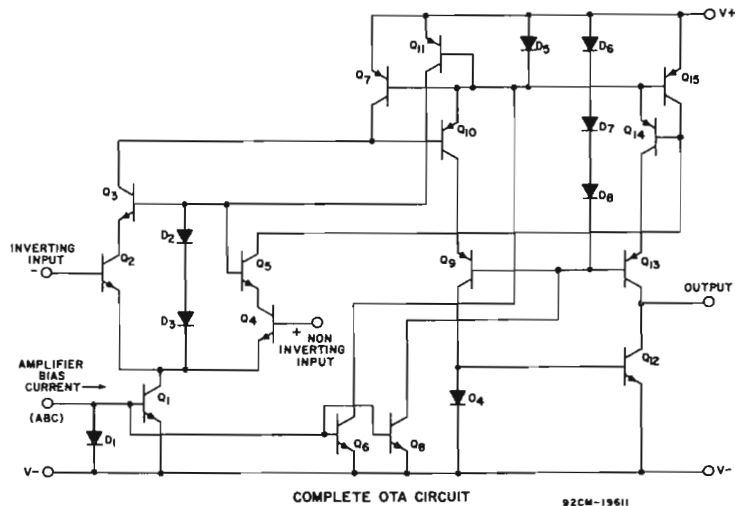 V+
Q11
D5
D6
Q7
Q15
Q10
D7
Q14
Q3
D8
D2
INVERTING
INPUT
-
Q2
Q5
Q9
Q13
OUTPUT
D3
Q4
+
NON
INVERTING
INPUT
AMPLIFIER
BIAS
CURRENT
Q12
(ABC)
Q1
D4
D1
Q6
Q8
V-
V-
COMPLETE OTA CIRCUIT
92CM-19611